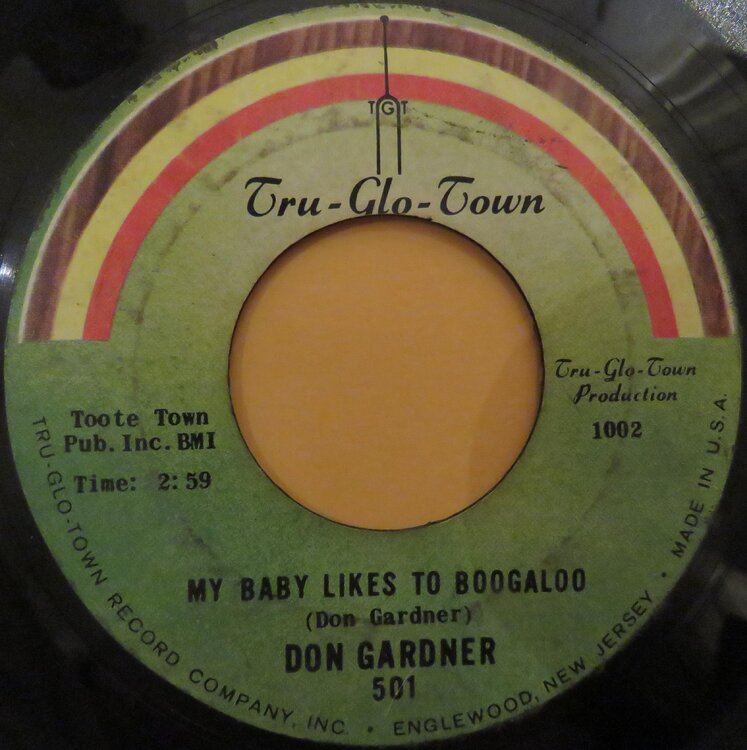 TGT
Tru-Glo-Town
Tru-Glo-Town
Production
1002
Toote Town
Pub. Inc. BMI
Time: 2:59
MY BABY LIKES TO BOOGALOO
(Don Gardner)
DON GARDNER
501
TRU-GLO-TOWN RECORD COMPANY, INC. • ENGLEWOOD, NEW JERSEY • MADE IN U.S.A.